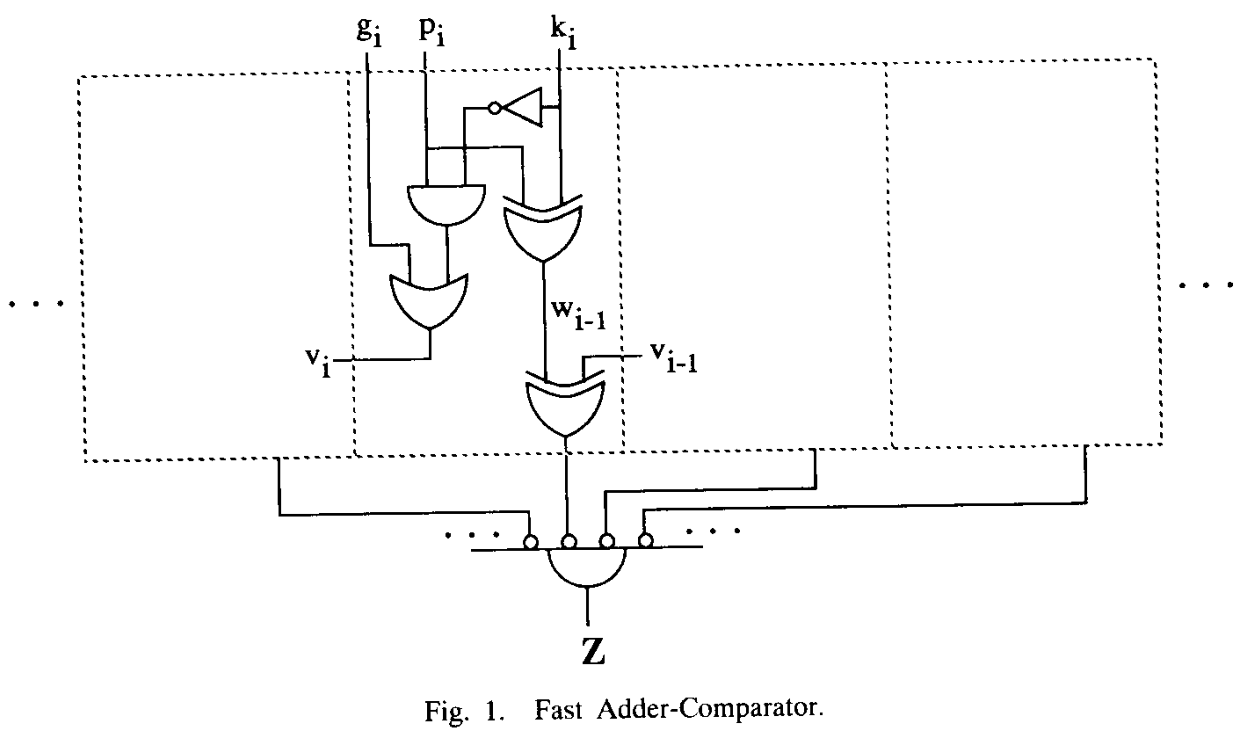 g_i p_i k_i
. . .
. . .
w_{i-1}
v_i
v_{i-1}
. . .
. . .
Z
Fig. 1. Fast Adder-Comparator.